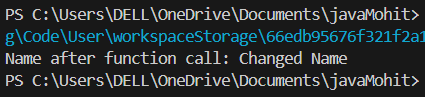 PS C:\Users\DELL\OneDrive\Documents\javaMohit>
g\Code\User\workspaceStorage\66edb95676f321f2a1
Name after function call: Changed Name
PS C:\Users\DELL\OneDrive\Documents\javaMohit>